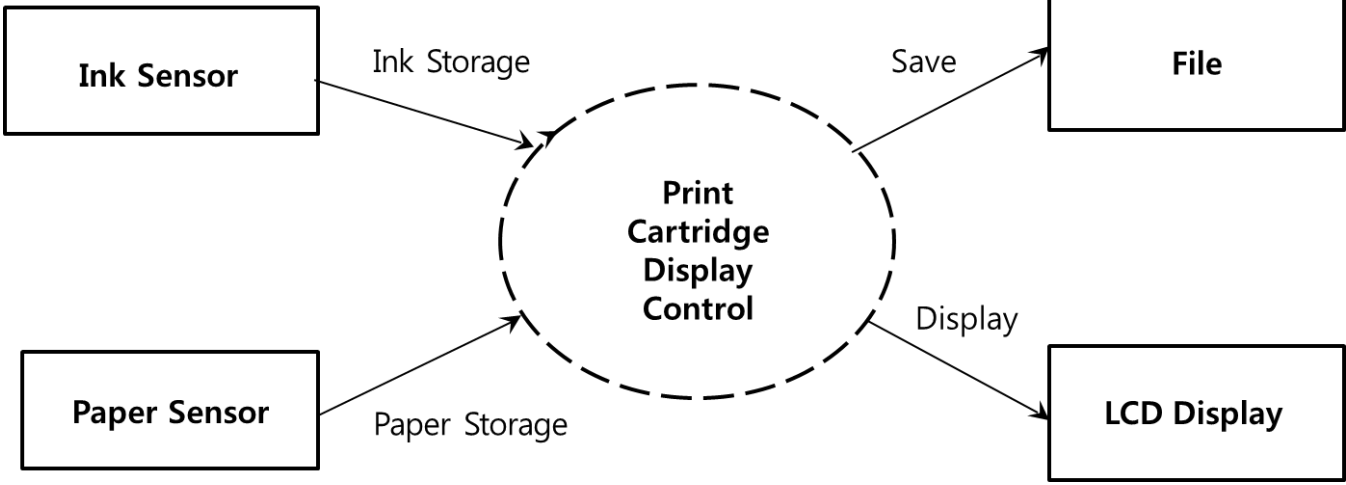 Ink Sensor
Ink Storage
Save
File
Print
Cartridge
Display
Control
Display
Paper Sensor
Paper Storage
LCD Display